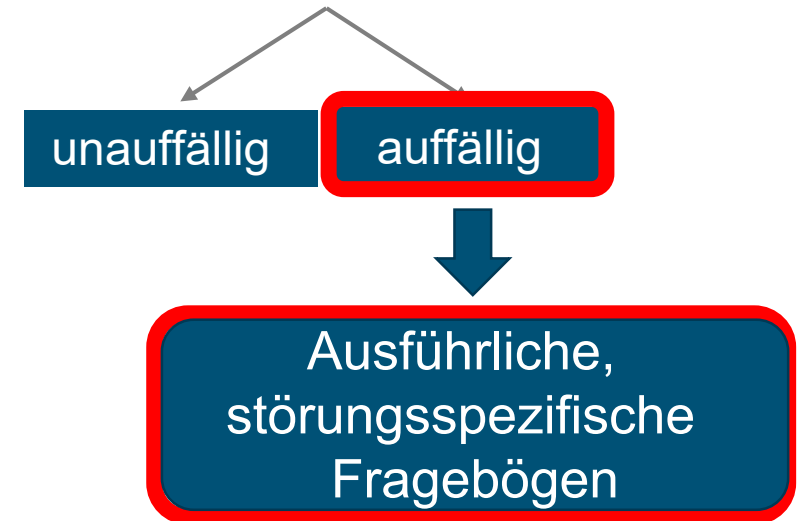 unauffällig
auffällig
Ausführliche,
störungsspezifische
Fragebögen